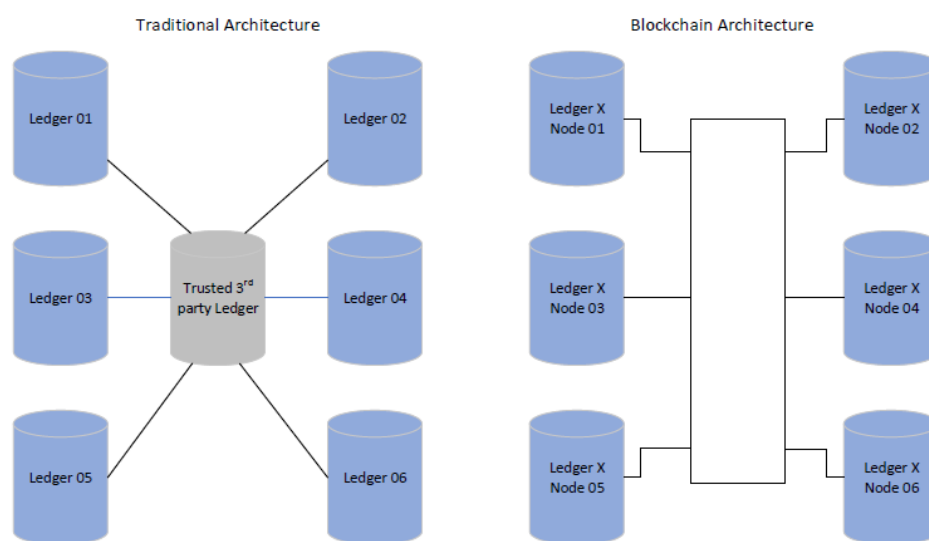 Traditional Architecture
Blockchain Architecture
Ledger 01
Ledger 02
Ledger X
Node 01
Ledger X
Node 02
Ledger 03
Trusted 3rd
party Ledger
Ledger 04
Ledger X
Node 03
Ledger X
Node 04
Ledger 05
Ledger 06
Ledger X
Node 05
Ledger X
Node 06